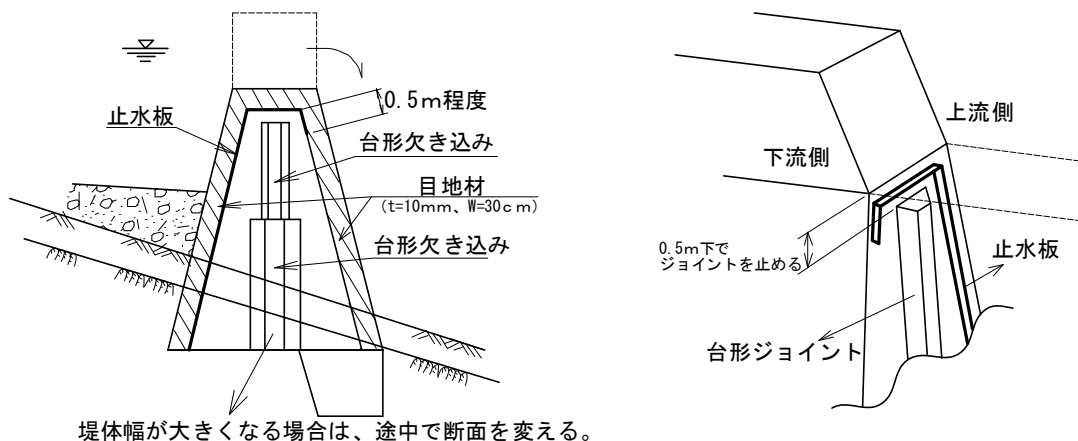 0.5m程度
止水板
台形欠き込み
目地材
(t=10mm、W=30cm)
台形欠き込み
堤体幅が大きくなる場合は、途中で断面を変える。
上流側
下流側
0.5m下で
ジョイントを止める
止水板
台形ジョイント